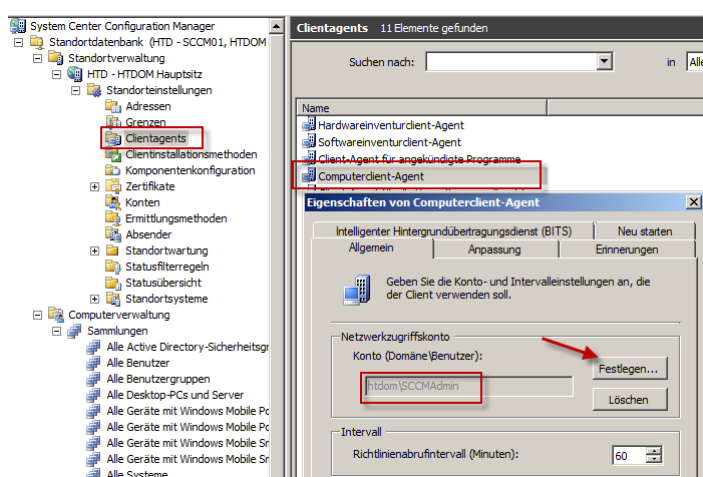 System Center Configuration Manager
Standortdatenbank (HTD - SCCM01, HTDOM
Standortverwaltung
HTD - HTDOM Hauptsitz
Standorteinstellungen
Adressen
Grenzen
Clientagents
Clientinstallationsmethoden
Komponentenkonfiguration
Zertifikate
Konten
Ermittlungsmethoden
Absender
Standortwartung
Statusfilterregeln
Statusübersicht
Standortsysteme
Computerverwaltung
Sammlungen
Alle Active Directory-Sicherheitsgr
Alle Benutzer
Alle Benutzergruppen
Alle Desktop-PCs und Server
Alle Geräte mit Windows Mobile Po
Alle Geräte mit Windows Mobile Po
Alle Geräte mit Windows Mobile Sr
Alle Geräte mit Windows Mobile Sr
Alle Systeme
Clientagents 11 Elemente gefunden
Suchen nach:
in Alle
Name
Hardwareinventurclient-Agent
Softwareinventurclient-Agent
Client-Agent für angekündigte Programme
Computerclient-Agent
Eigenschaften von Computerclient-Agent
Intelligenter Hintergrundübertragungsdienst (BITS) Neu starten
Allgemein Anpassung Erinnerungen
Geben Sie die Konto- und Intervalleinstellungen an, die
der Client verwenden soll.
Netzwerkzugriffskonto
Konto (Domäne\Benutzer):
Festlegen...
htdom\SCCMAdmin
Löschen
Intervall
Richtlinienabrufintervall (Minuten): 60